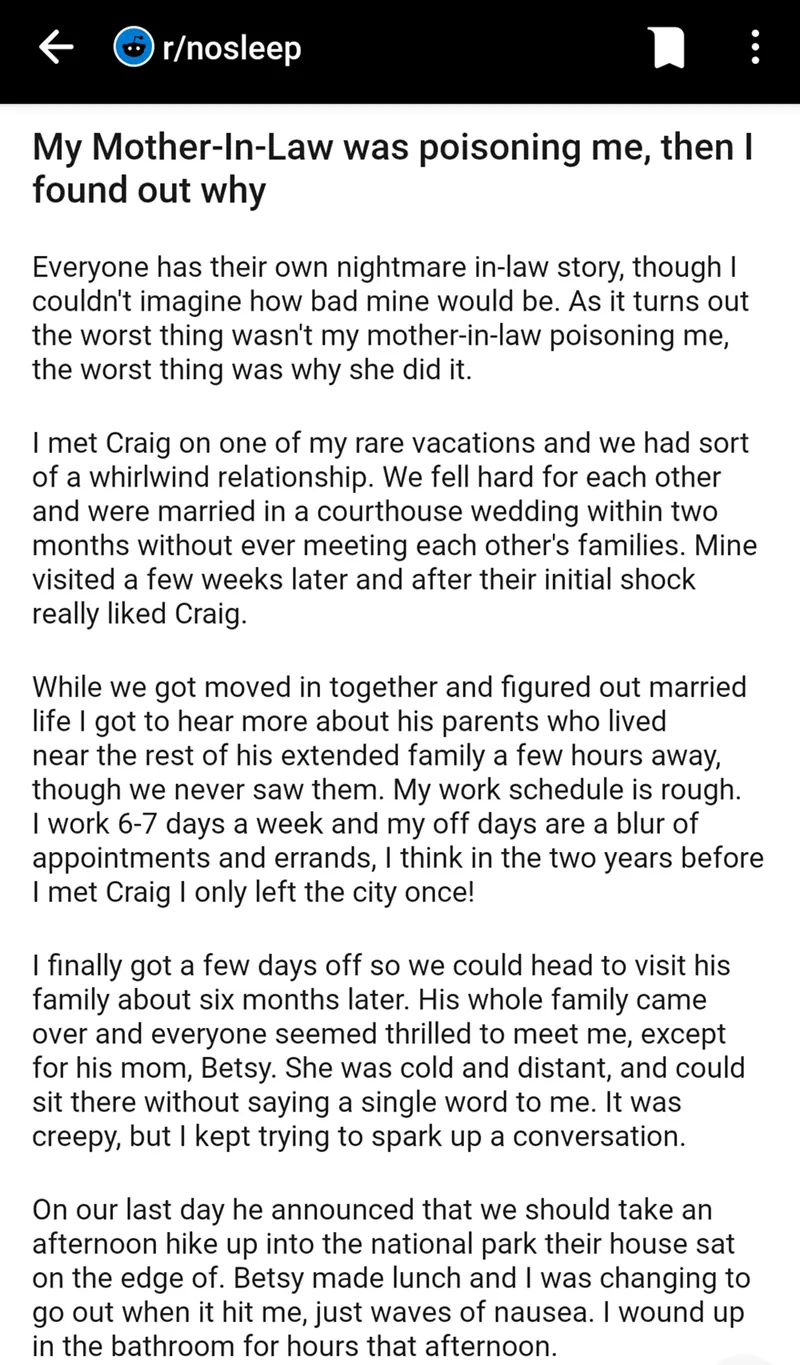 r/nosleep
My Mother-In-Law was poisoning me, then I
found out why
Everyone has their own nightmare in-law story, though I
couldn't imagine how bad mine would be. As it turns out
the worst thing wasn't my mother-in-law poisoning me,
the worst thing was why she did it.
I met Craig on one of my rare vacations and we had sort
of a whirlwind relationship. We fell hard for each other
and were married in a courthouse wedding within two
months without ever meeting each other's families. Mine
visited a few weeks later and after their initial shock
really liked Craig.
While we got moved in together and figured out married
life I got to hear more about his parents who lived
near the rest of his extended family a few hours away,
though we never saw them. My work schedule is rough.
I work 6-7 days a week and my off days are a blur of
appointments and errands, I think in the two years before
I met Craig I only left the city once!
I finally got a few days off so we could head to visit his
family about six months later. His whole family came
over and everyone seemed thrilled to meet me, except
for his mom, Betsy. She was cold and distant, and could
sit there without saying a single word to me. It was
creepy, but I kept trying to spark up a conversation.
On our last day he announced that we should take an
afternoon hike up into the national park their house sat
on the edge of. Betsy made lunch and I was changing to
go out when it hit me, just waves of nausea. I wound up
in the bathroom for hours that afternoon.